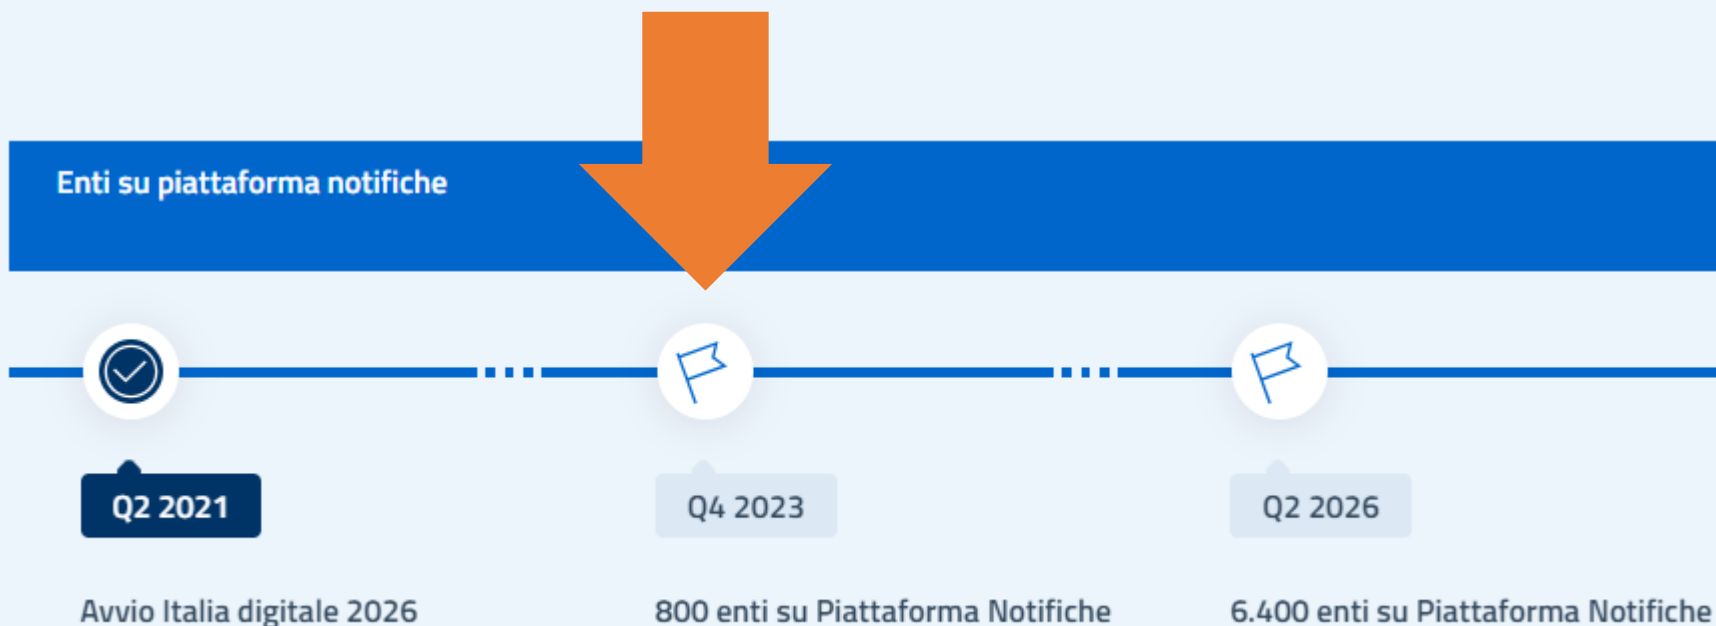 Enti su piattaforma notifiche
Q2 2021
Q4 2023
Q2 2026
Avvio Italia digitale 2026
800 enti su Piattaforma Notifiche
6.400 enti su Piattaforma Notifiche